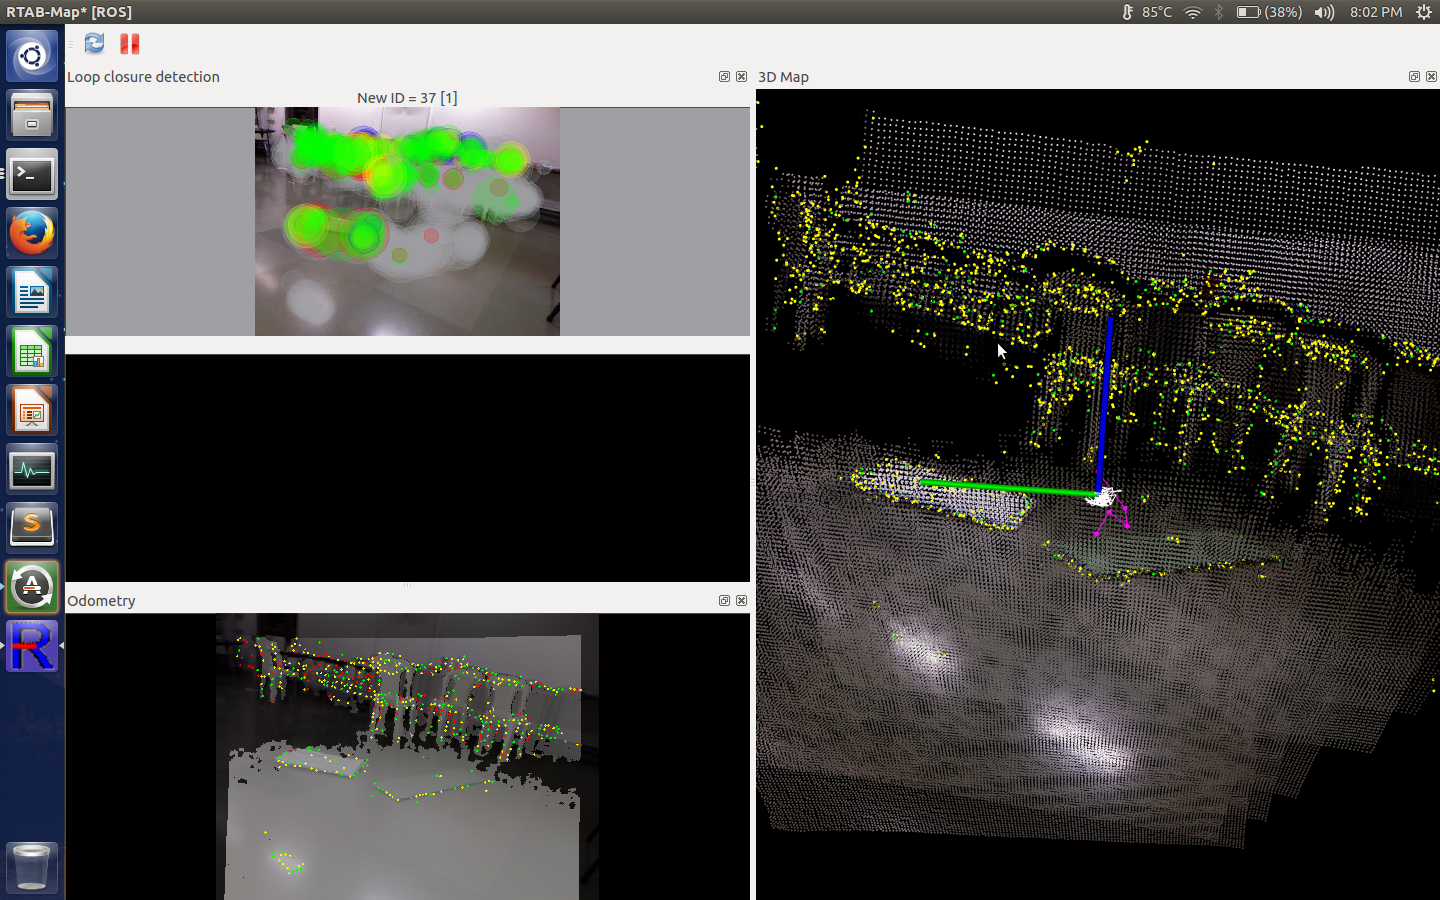 RTAB-Map* [ROS]
85°C
(38%)
8:02 PM
Loop closure detection
3D Map
New ID = 37 [1]
Odometry